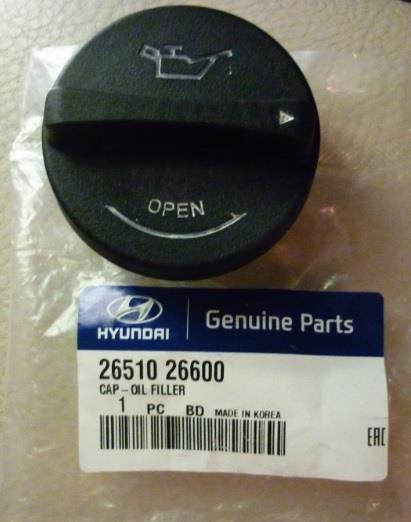 OPEN
HYUNDAI
Genuine Parts
26510 26600
CAP-OIL FILLER
1 PC BD MADE IN KOREA
EAC